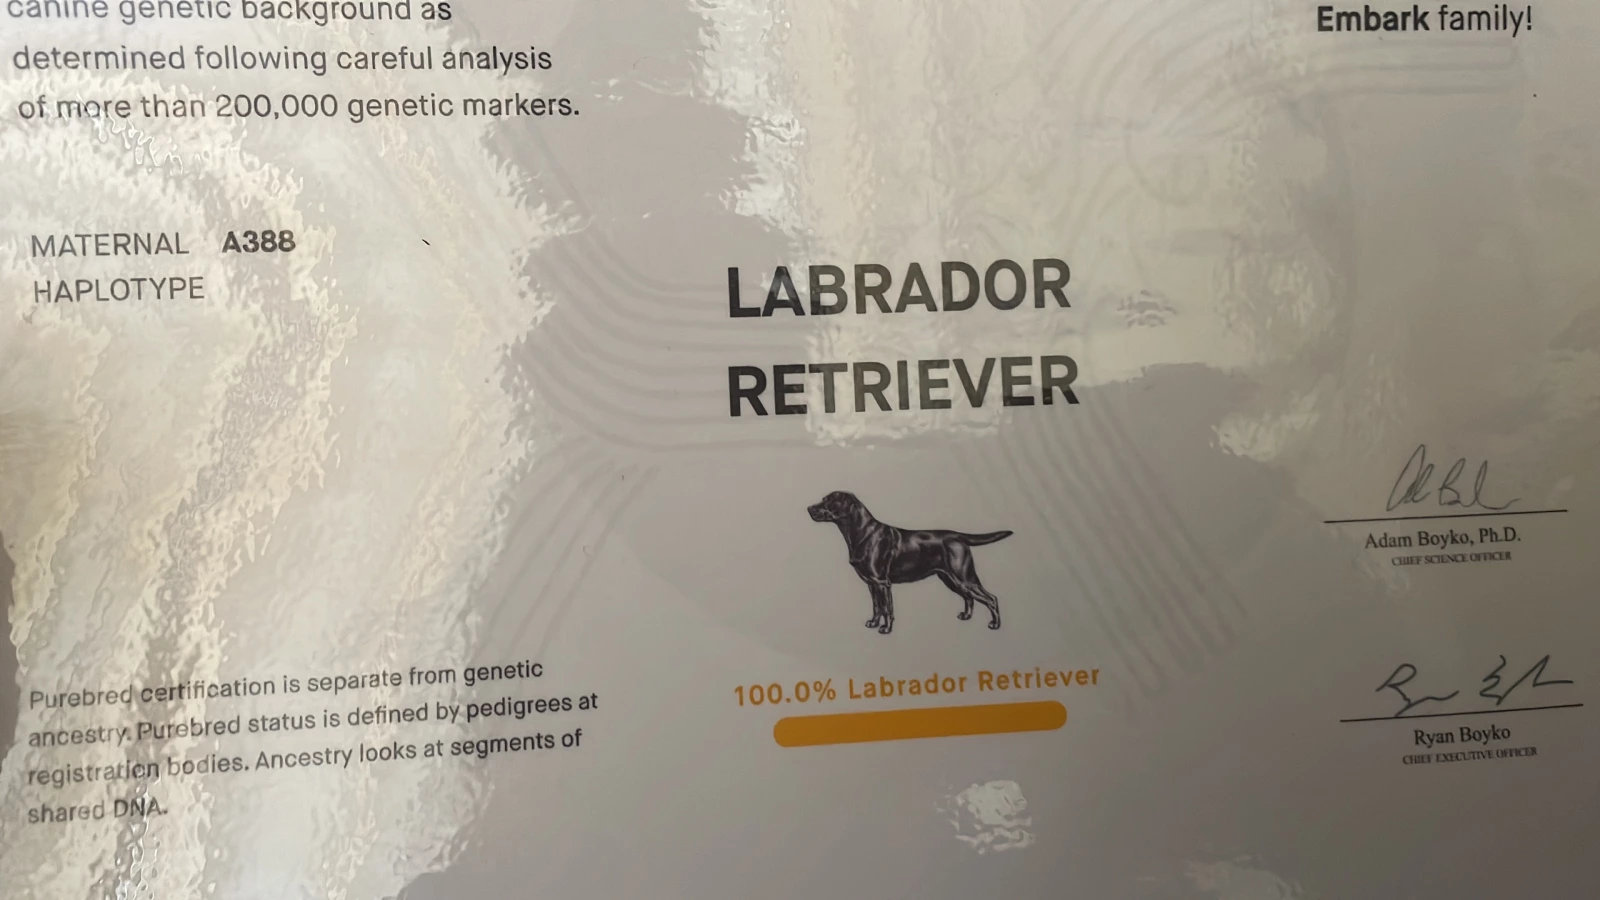 canine genetic background as
determined following careful analysis
of more than 200,000 genetic markers.
Embark family!
MATERNAL A388
HAPLOTYPE
LABRADOR
RETRIEVER
100.0% Labrador Retriever
Purebred certification is separate from genetic
ancestry. Purebred status is defined by pedigrees at
registration bodies. Ancestry looks at segments of
shared DNA.
Adam Boyko, Ph.D.
CHIEF SCIENCE OFFICER
Ryan Boyko
CHIEF EXECUTIVE OFFICER